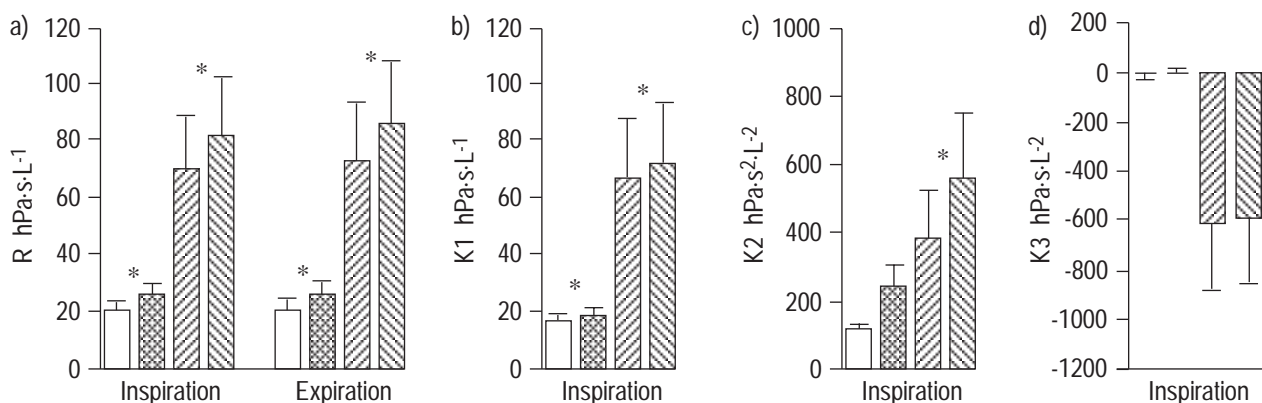 a)
R hPa·s·L-1
120
100
80
60
40
20
0
*
*
*
*
Inspiration
Expiration
b)
K1 hPa·s·L-1
120
100
80
60
40
20
0
*
*
Inspiration
c)
K2 hPa·s2·L-2
1000
800
600
400
200
0
*
Inspiration
d)
K3 hPa·s·L-2
200
0
-200
-400
-600
-800
-1000
-1200
Inspiration